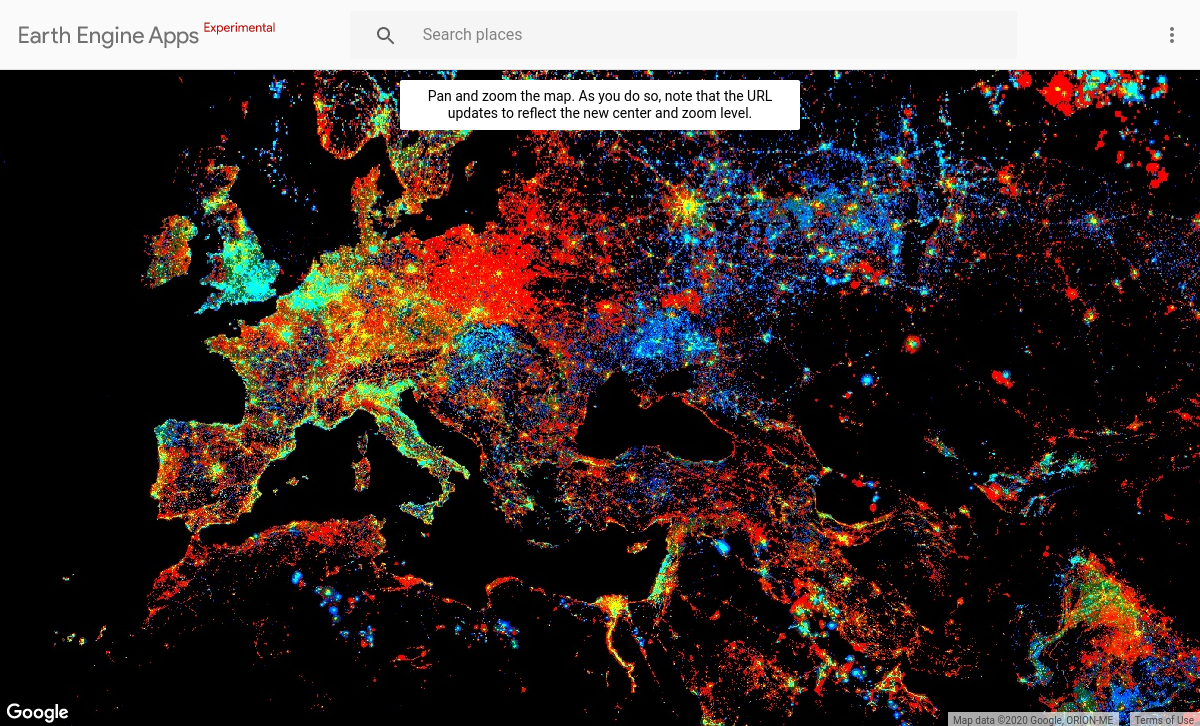 Earth Engine Apps Experimental
Search places
Pan and zoom the map. As you do so, note that the URL
updates to reflect the new center and zoom level.
Google
Map data ©2020 Google, ORION-ME
Terms of Use